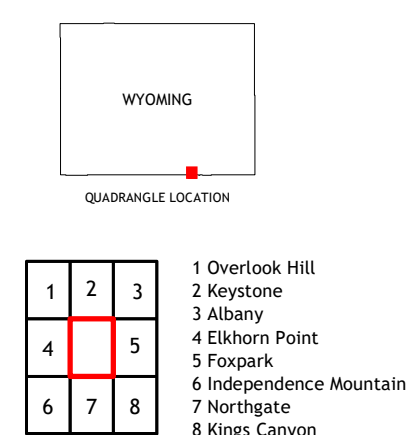 WYOMING
QUADRANGLE LOCATION
1 2 3
4 5
6 7 8
1 Overlook Hill
2 Keystone
3 Albany
4 Elkhorn Point
5 Foxpark
6 Independence Mountain
7 Northgate
8 Kings Canyon